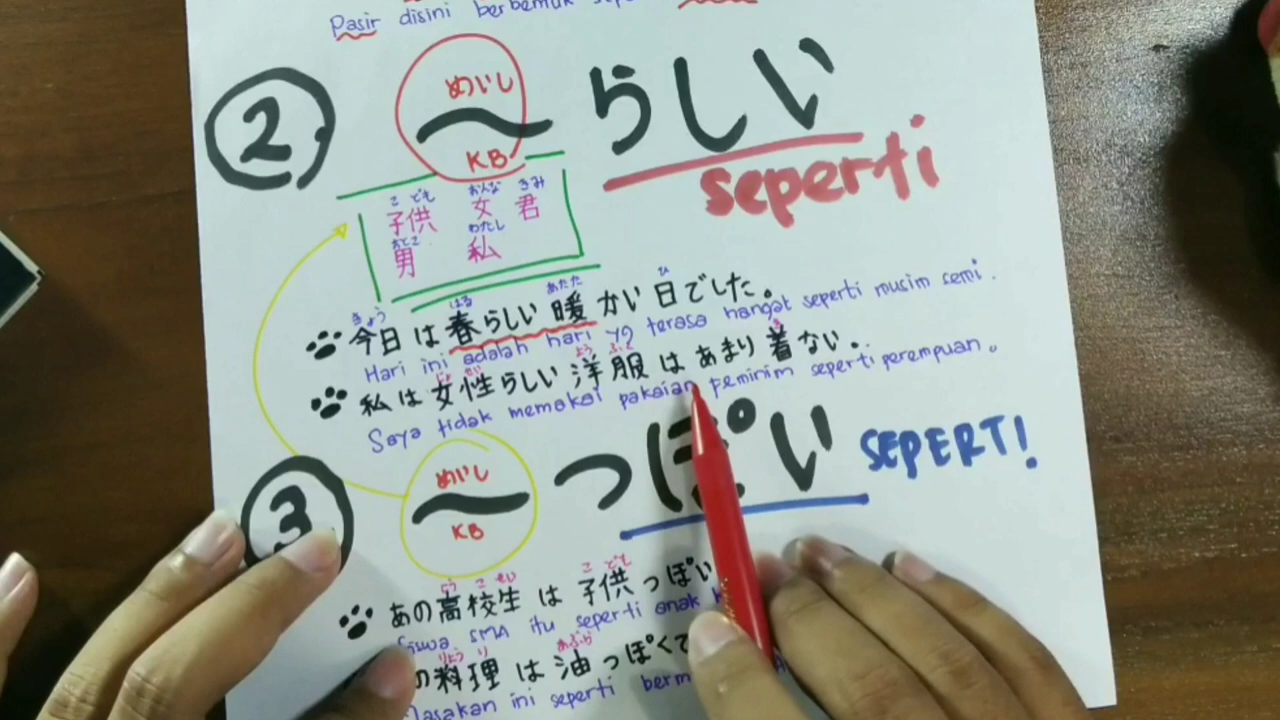 Pasir disini berbentuk
②
めいし
〜 らしい
KB
seperti
こども おんな きみ
子供 女 君
おとこ わたし
男 私
きょう はる あたた ひ
今日は春らしい暖かい日でした。
Hari ini adalah hari yg terasa hangat seperti musim semi.
じょせい ようふく き
私は女性らしい洋服はあまり着ない.
Saya tidak memakai pakaian feminim seperti perempuan.
③
めいし
〜 っぽい
KB
SEPERTI
こうこせい こども
あの高校生は子供っぽい
Siswa SMA itu seperti anak
りょうり あぶら
の料理は油っぽくて
Masakan ini seperti berm